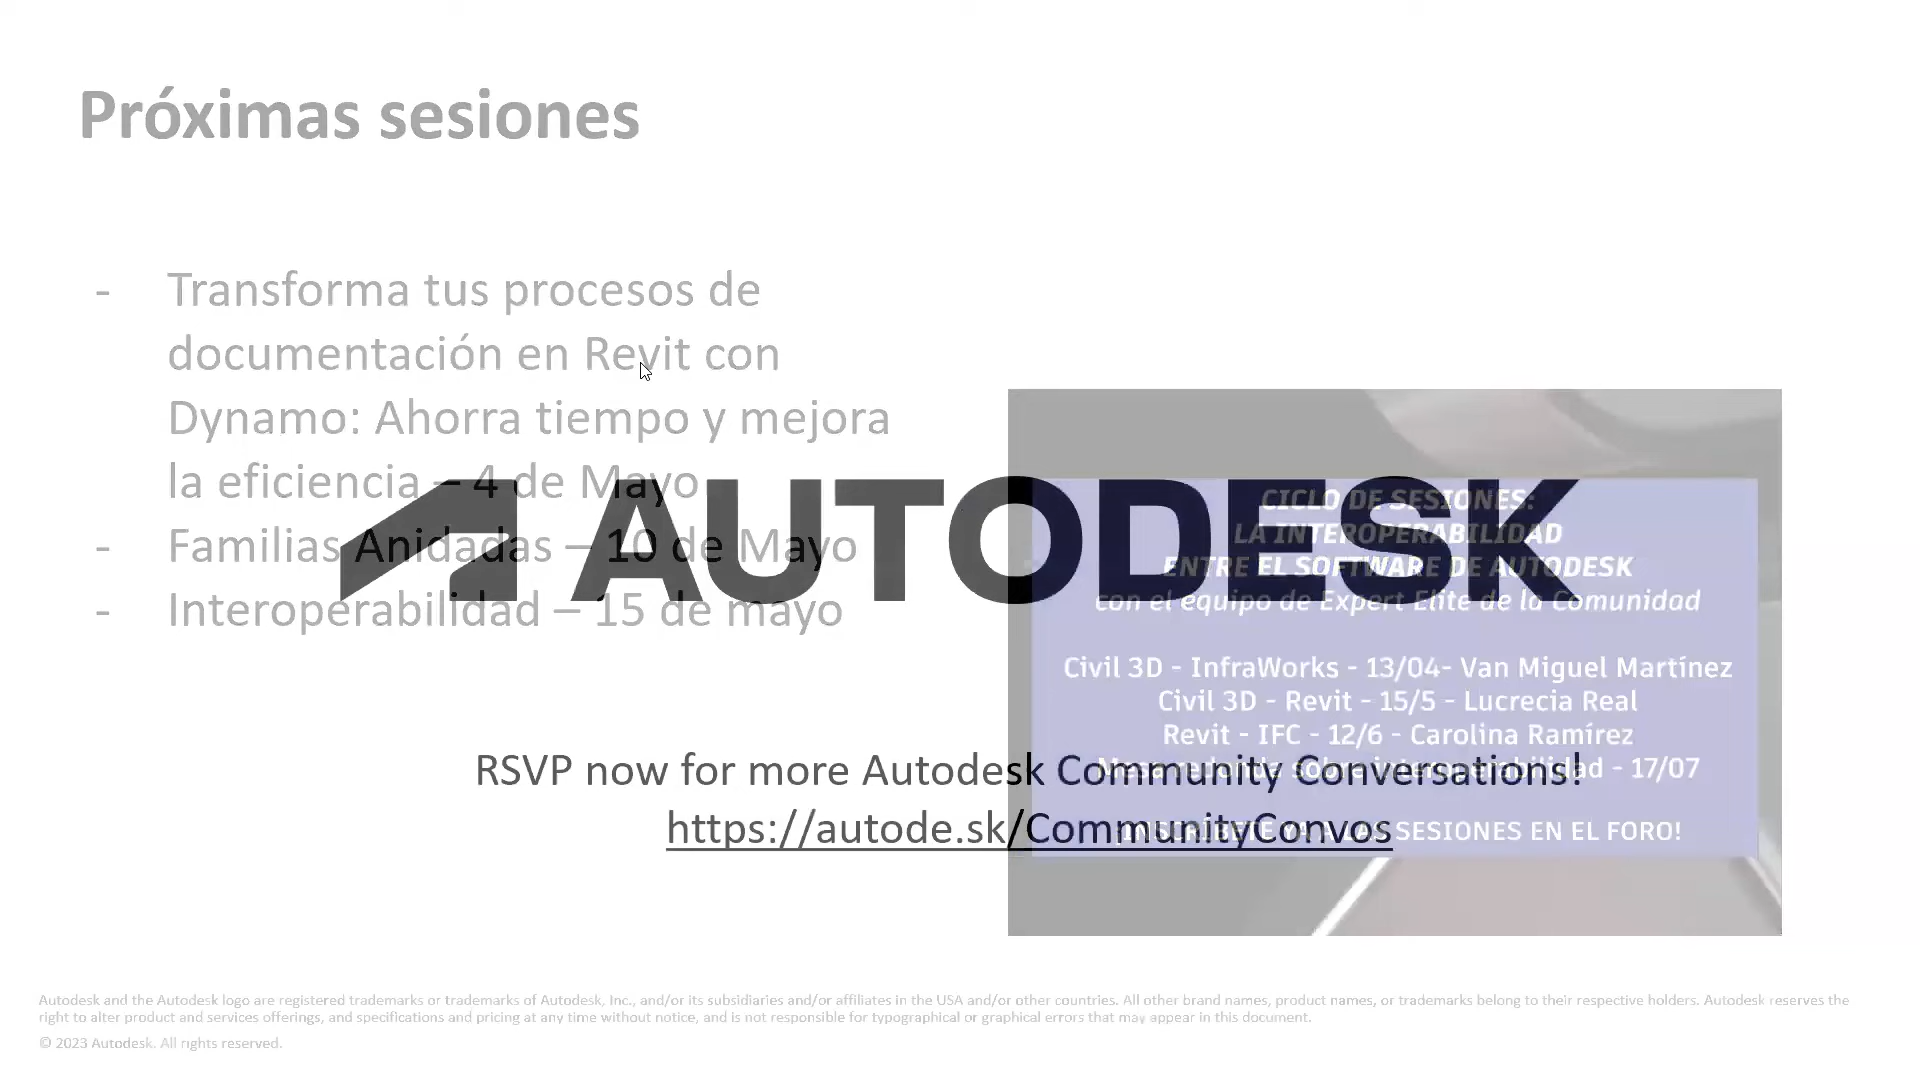 Próximas sesiones
- Transforma tus procesos de
documentación en Revit con
Dynamo: Ahorra tiempo y mejora
la eficiencia – 4 de Mayo
- Familias Anidadas – 10 de Mayo
- Interoperabilidad – 15 de mayo
AUTODESK
CICLO DE SESIONES:
LA INTEROPERABILIDAD
ENTRE EL SOFTWARE DE AUTODESK
con el equipo de Expert Elite de la Comunidad
Civil 3D - InfraWorks - 13/04- Van Miguel Martínez
Civil 3D - Revit - 15/5 - Lucrecia Real
Revit - IFC - 12/6 - Carolina Ramírez
Mesa redonda sobre interoperabilidad - 17/07
¡INSCRÍBETE YA A LAS SESIONES EN EL FORO!
RSVP now for more Autodesk Community Conversations!
https://autode.sk/CommunityConvos
Autodesk and the Autodesk logo are registered trademarks or trademarks of Autodesk, Inc., and/or its subsidiaries and/or affiliates in the USA and/or other countries. All other brand names, product names, or trademarks belong to their respective holders. Autodesk reserves the
right to alter product and services offerings, and specifications and pricing at any time without notice, and is not responsible for typographical or graphical errors that may appear in this document.
© 2023 Autodesk. All rights reserved.